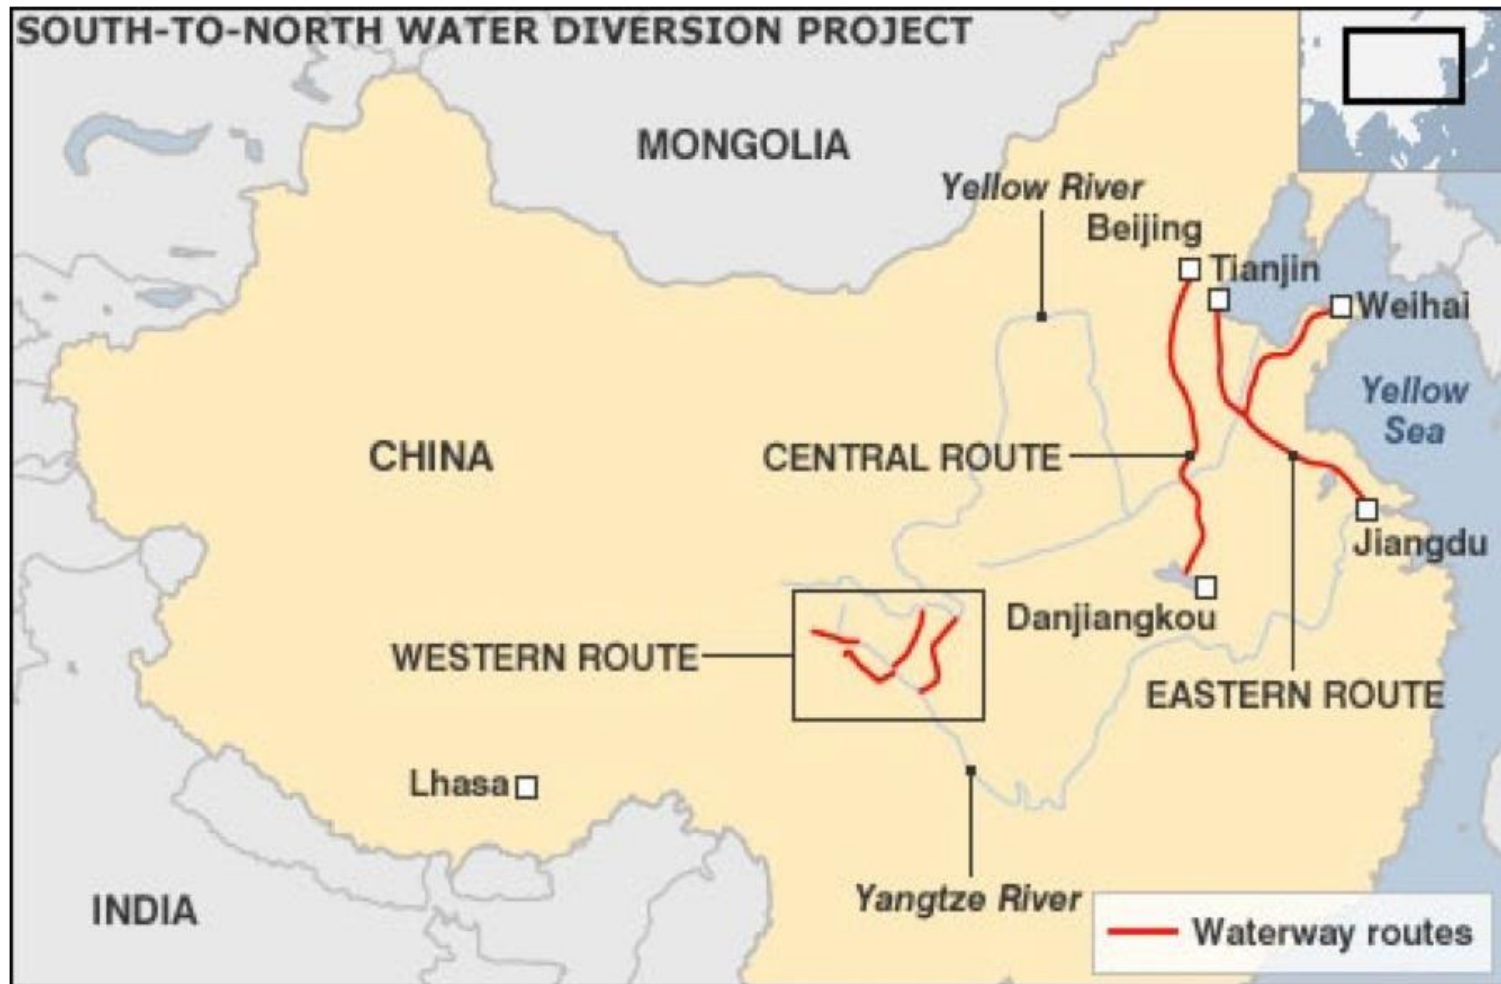 SOUTH-TO-NORTH WATER DIVERSION PROJECT
MONGOLIA
Yellow River
Beijing
Tianjin
Weihai
Yellow
Sea
CHINA
CENTRAL ROUTE
Jiangdu
Danjiangkou
WESTERN ROUTE
EASTERN ROUTE
Lhasa
Yangtze River
INDIA
Waterway routes